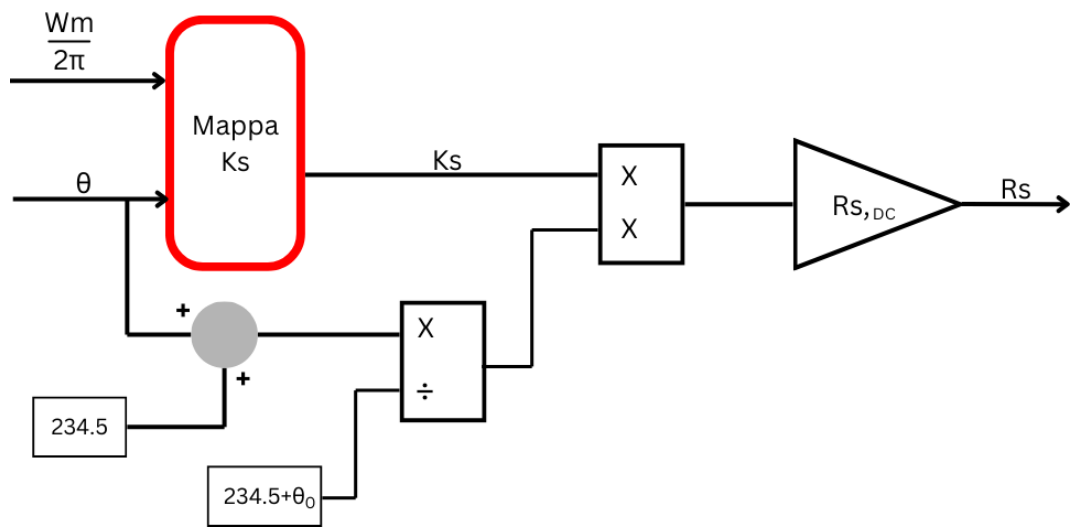 Wm
2π
θ
Mappa
Ks
Ks
X
X
Rs,DC
Rs
+
+
X
÷
234.5
234.5+θ0